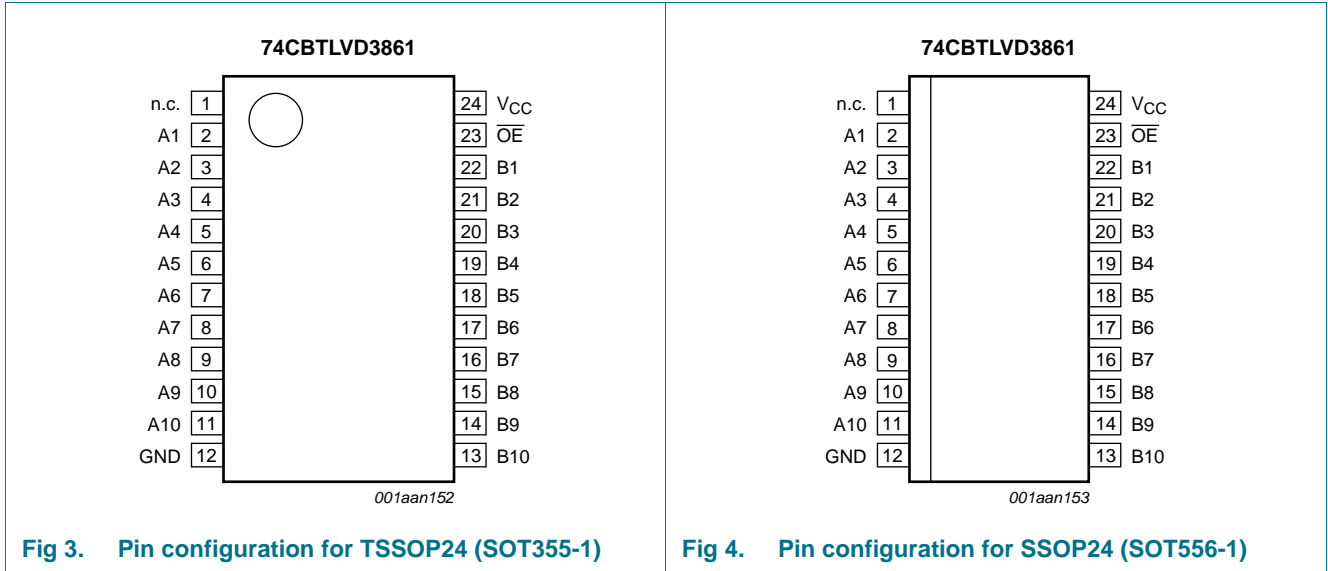 74CBTLVD3861
n.c. 1
A1 2
A2 3
A3 4
A4 5
A5 6
A6 7
A7 8
A8 9
A9 10
A10 11
GND 12
24 VCC
23 O̅E̅
22 B1
21 B2
20 B3
19 B4
18 B5
17 B6
16 B7
15 B8
14 B9
13 B10
001aan152
Fig 3. Pin configuration for TSSOP24 (SOT355-1)
74CBTLVD3861
n.c. 1
A1 2
A2 3
A3 4
A4 5
A5 6
A6 7
A7 8
A8 9
A9 10
A10 11
GND 12
24 VCC
23 O̅E̅
22 B1
21 B2
20 B3
19 B4
18 B5
17 B6
16 B7
15 B8
14 B9
13 B10
001aan153
Fig 4. Pin configuration for SSOP24 (SOT556-1)